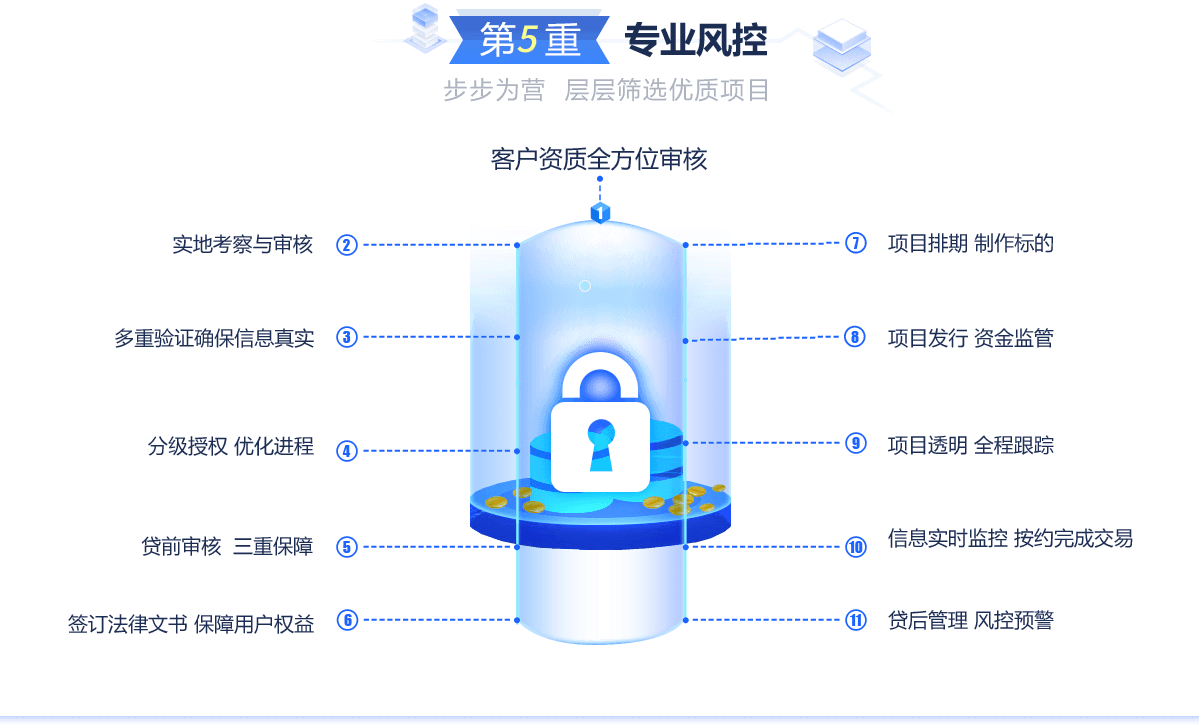 第5重 专业风控
步步为营 层层筛选优质项目
客户资质全方位审核
1
实地考察与审核 2
多重验证确保信息真实 3
分级授权 优化进程 4
贷前审核 三重保障 5
签订法律文书 保障用户权益 6
7 项目排期 制作标的
8 项目发行 资金监管
9 项目透明 全程跟踪
10 信息实时监控 按约完成交易
11 贷后管理 风控预警